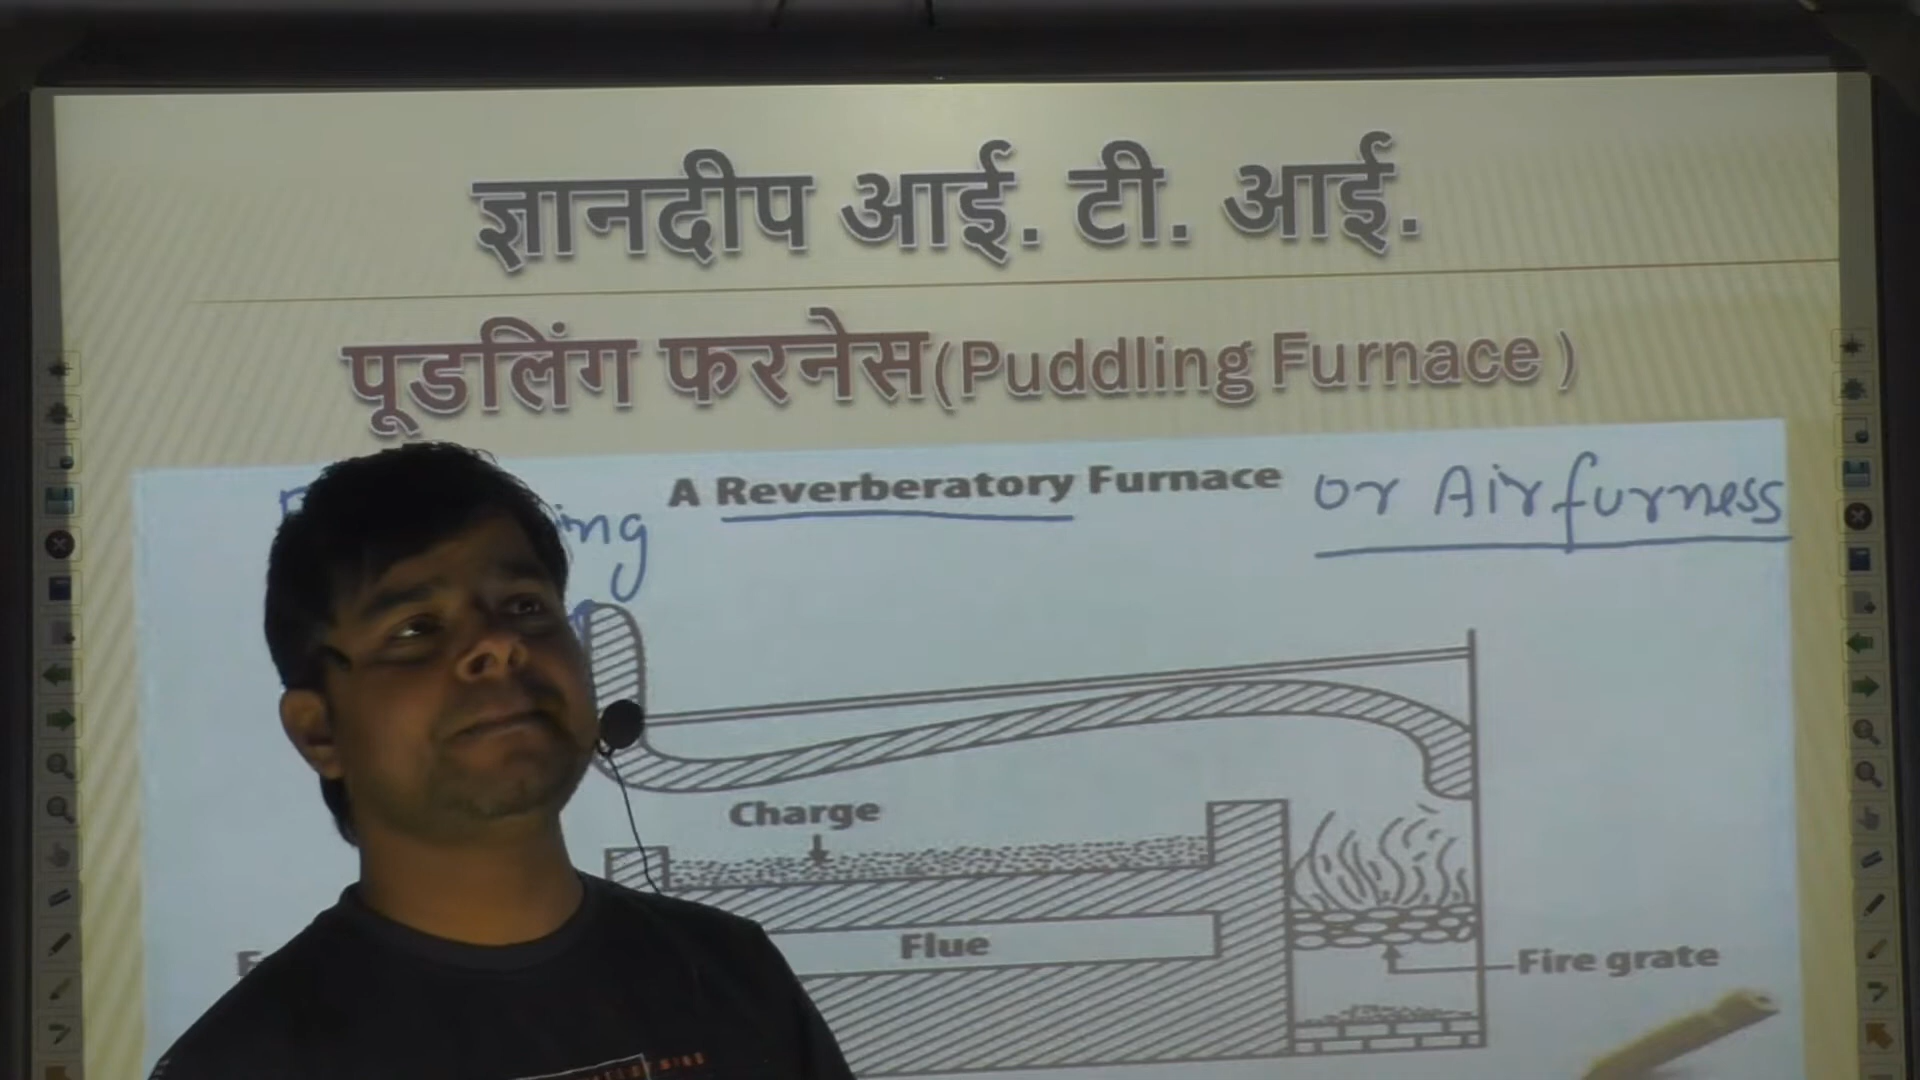 ज्ञानदीप आई. टी. आई.
पूडलिंग फरनेस(Puddling Furnace )
A Reverberatory Furnace or Airfurness
Charge
Flue
Fire grate